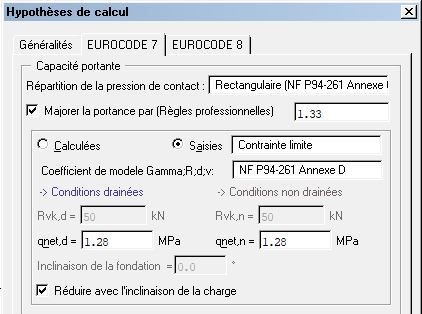 Hypothèses de calcul
Généralités EUROCODE 7 EUROCODE 8
Capacité portante
Répartition de la pression de contact : Rectangulaire (NF P94-261 Annexe
Majorer la portance par (Règles professionnelles) 1.33
Calculées Saisies Contrainte limite
Coefficient de modele Gamma;R;d;v: NF P94-261 Annexe D
-> Conditions drainées -> Conditions non drainées
Rvk,d = 50 kN Rvk,n = 50 kN
qnet,d = 1.28 MPa qnet,n = 1.28 MPa
Inclinaison de la fondation = 0.0 °
Réduire avec l'inclinaison de la charge